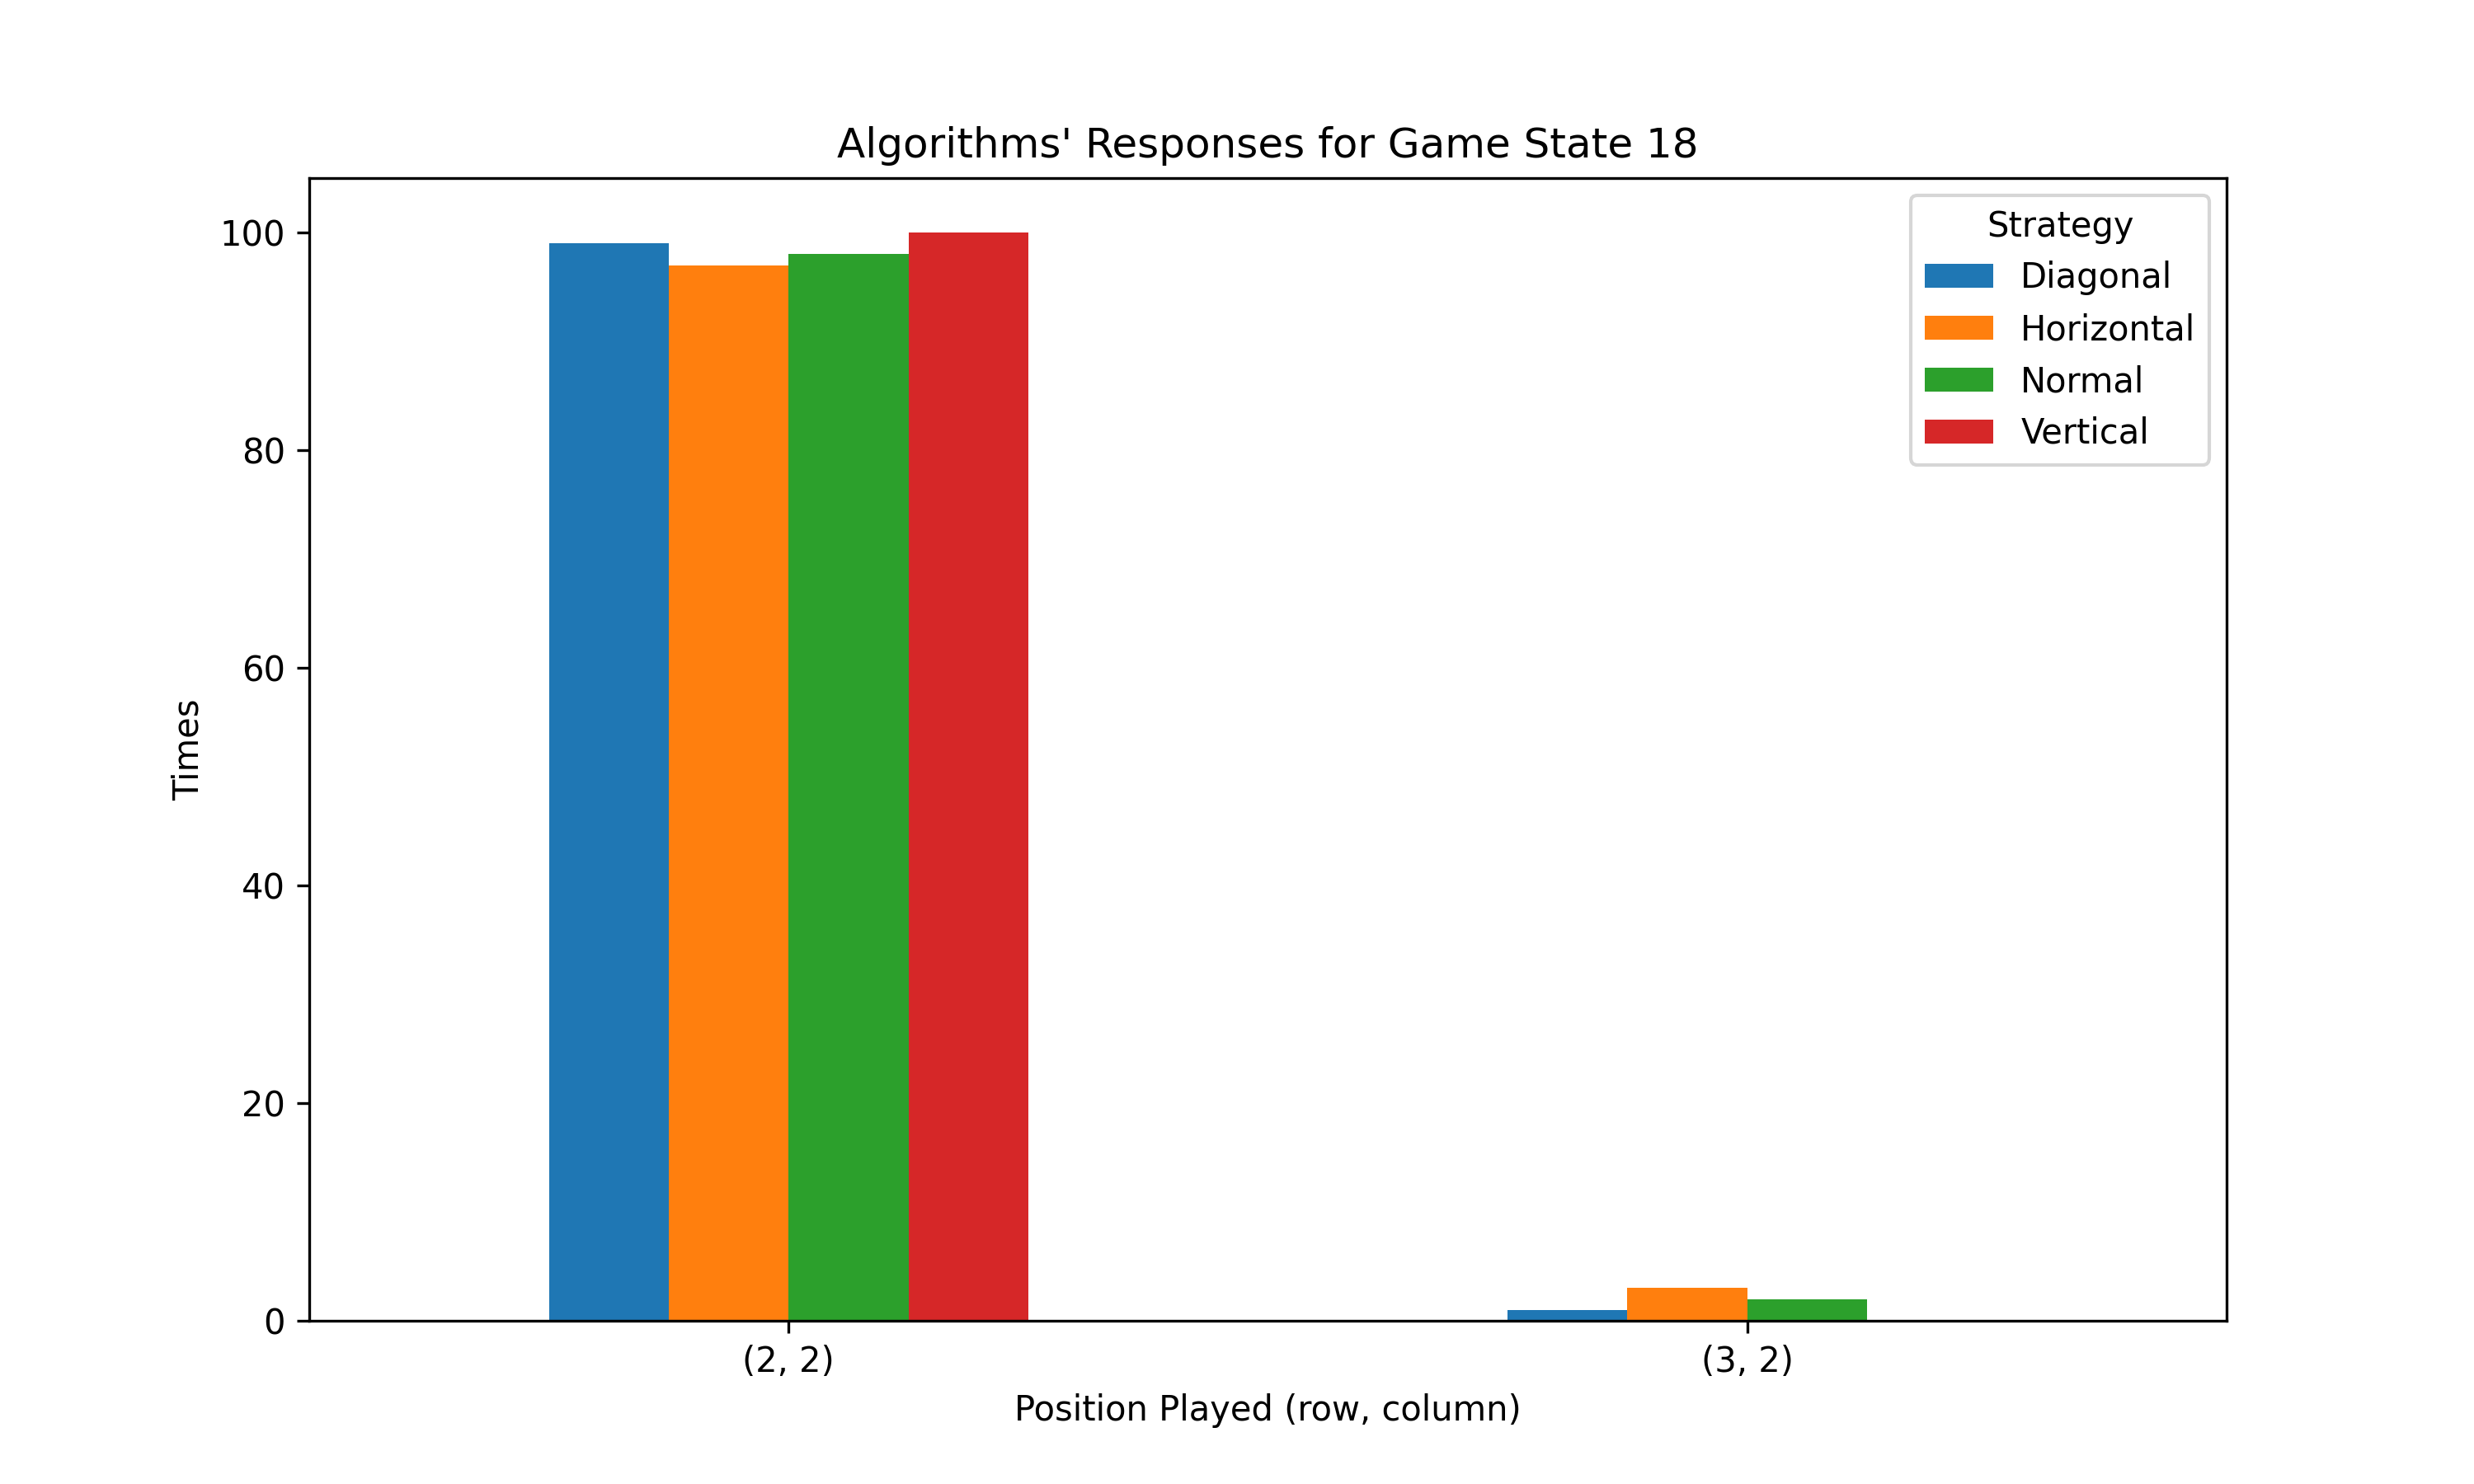 Algorithms' Responses for Game State 18
Strategy
Diagonal
Horizontal
Normal
Vertical
100
80
60
40
20
0
Times
(2, 2)
(3, 2)
Position Played (row, column)